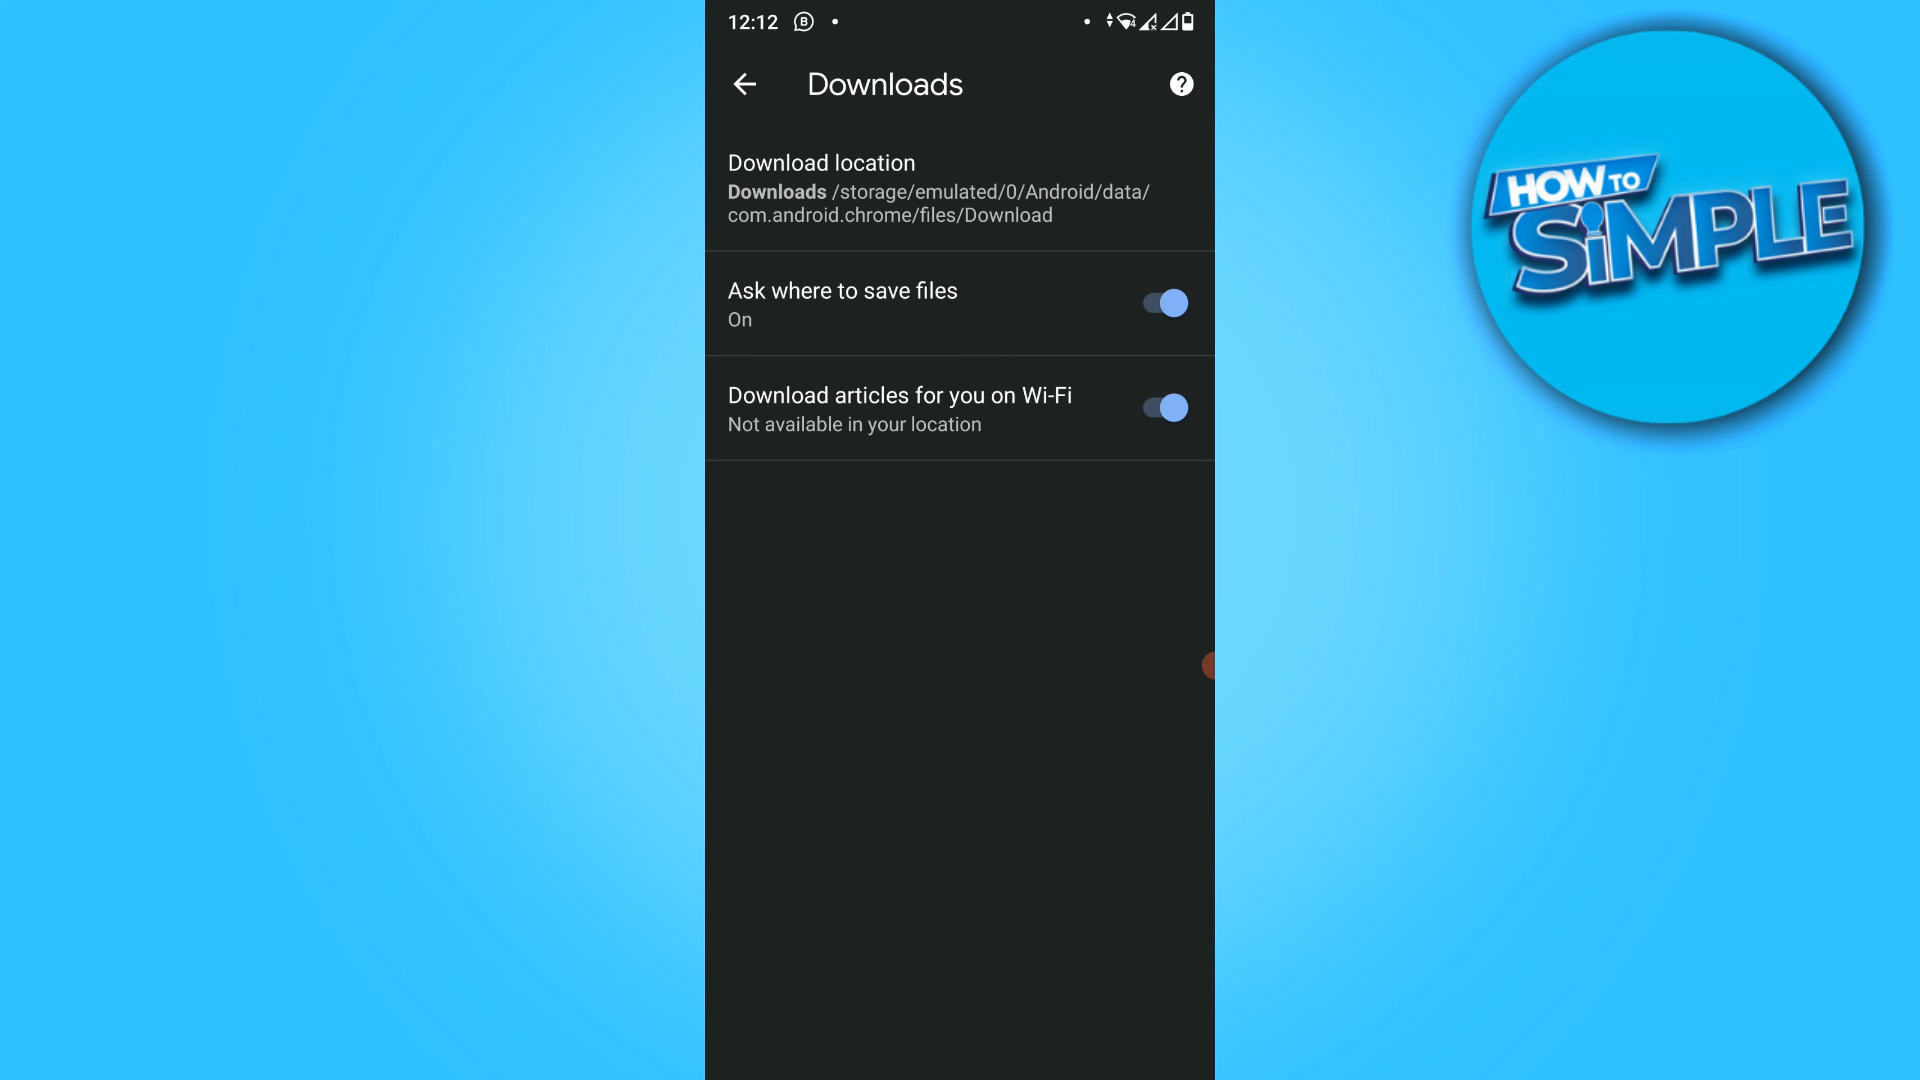 12:12
Downloads
Download location
Downloads /storage/emulated/0/Android/data/
com.android.chrome/files/Download
Ask where to save files
On
Download articles for you on Wi-Fi
Not available in your location
HOW TO
SiMPLE